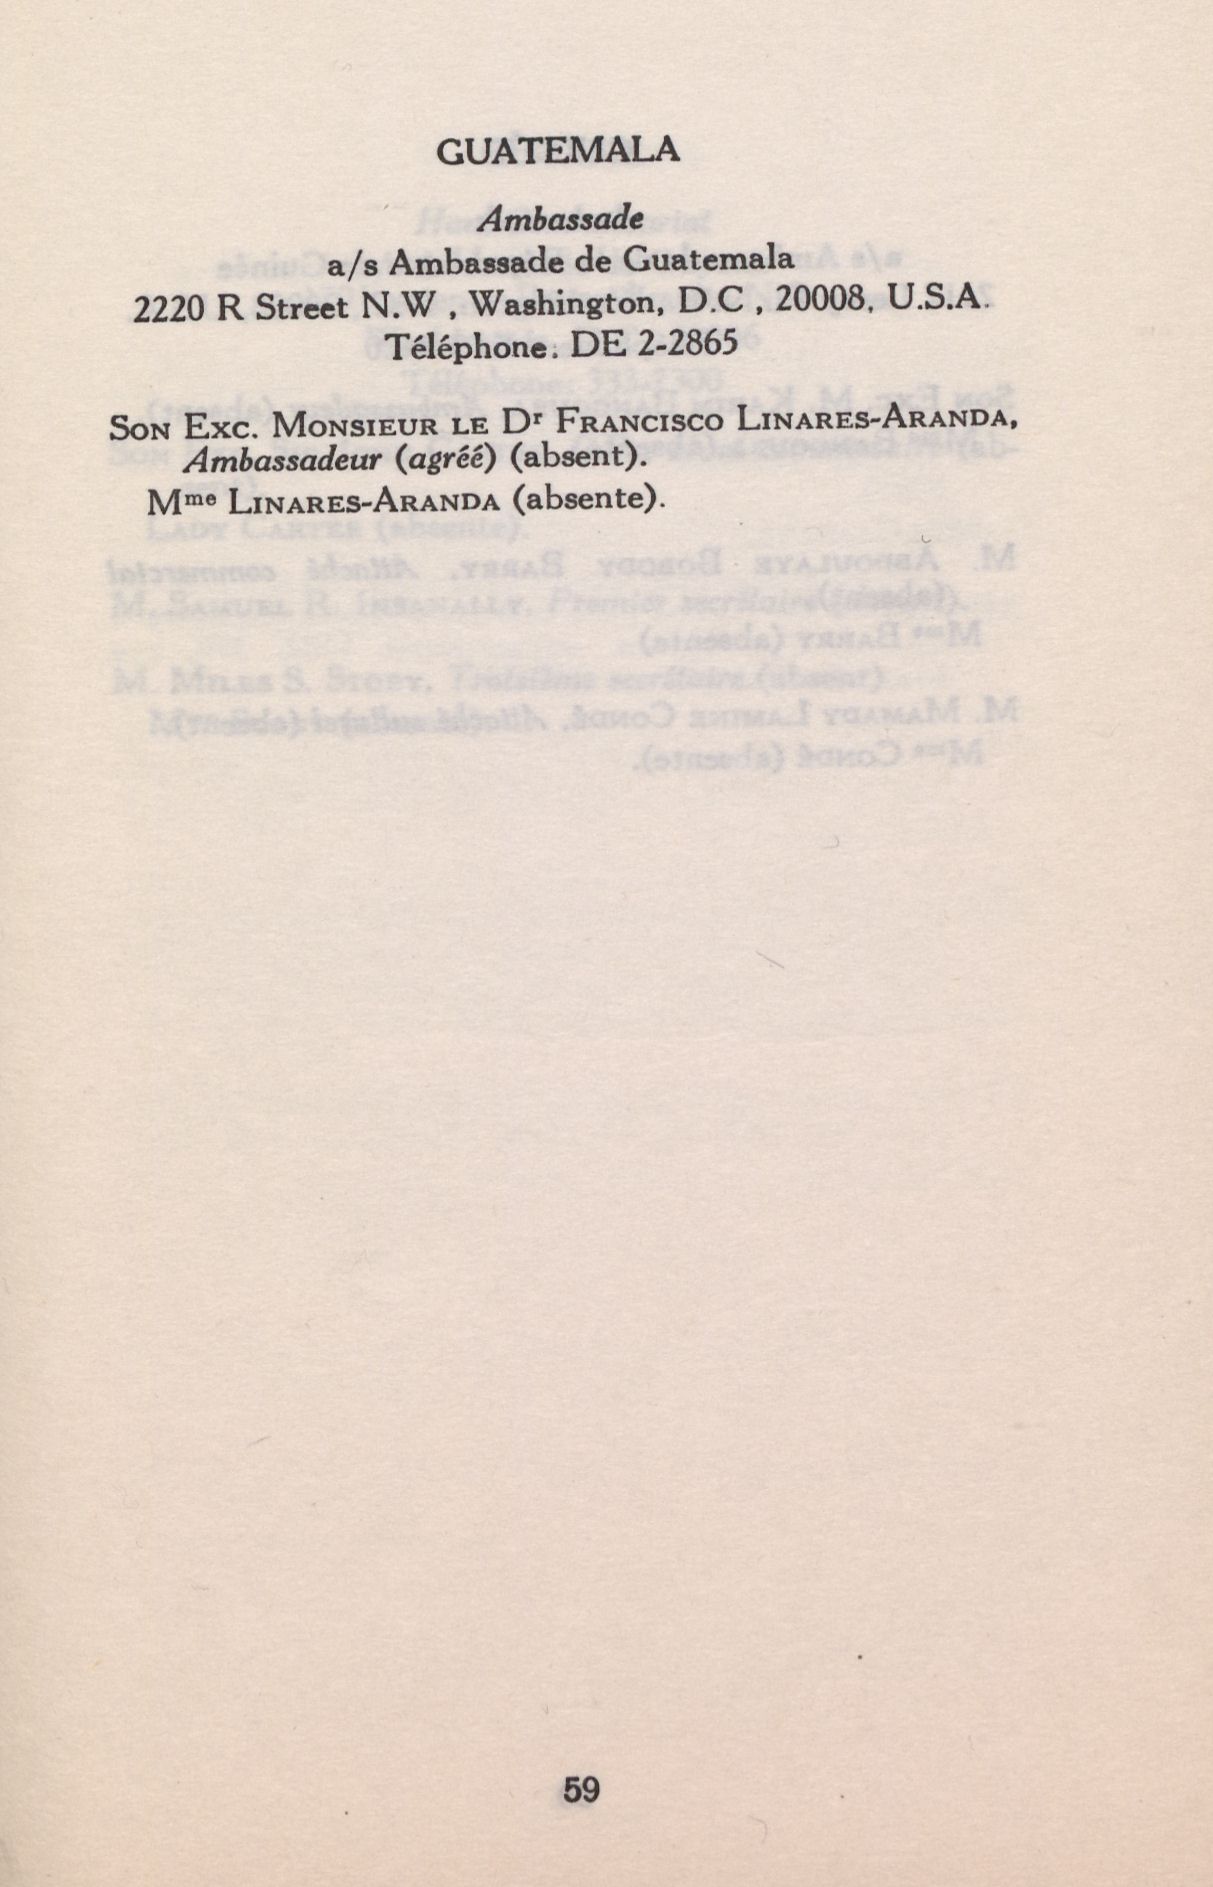 GUATEMALA
Ambassade
a/s Ambassade de Guatemala
2220 R Street N.W , Washington, D.C , 20008, U.S.A.
Téléphone: DE 2-2865
SON EXC. MONSIEUR LE Dr FRANCISCO LINARES-ARANDA,
Ambassadeur (agréé) (absent).
Mme LINARES-ARANDA (absente).
59